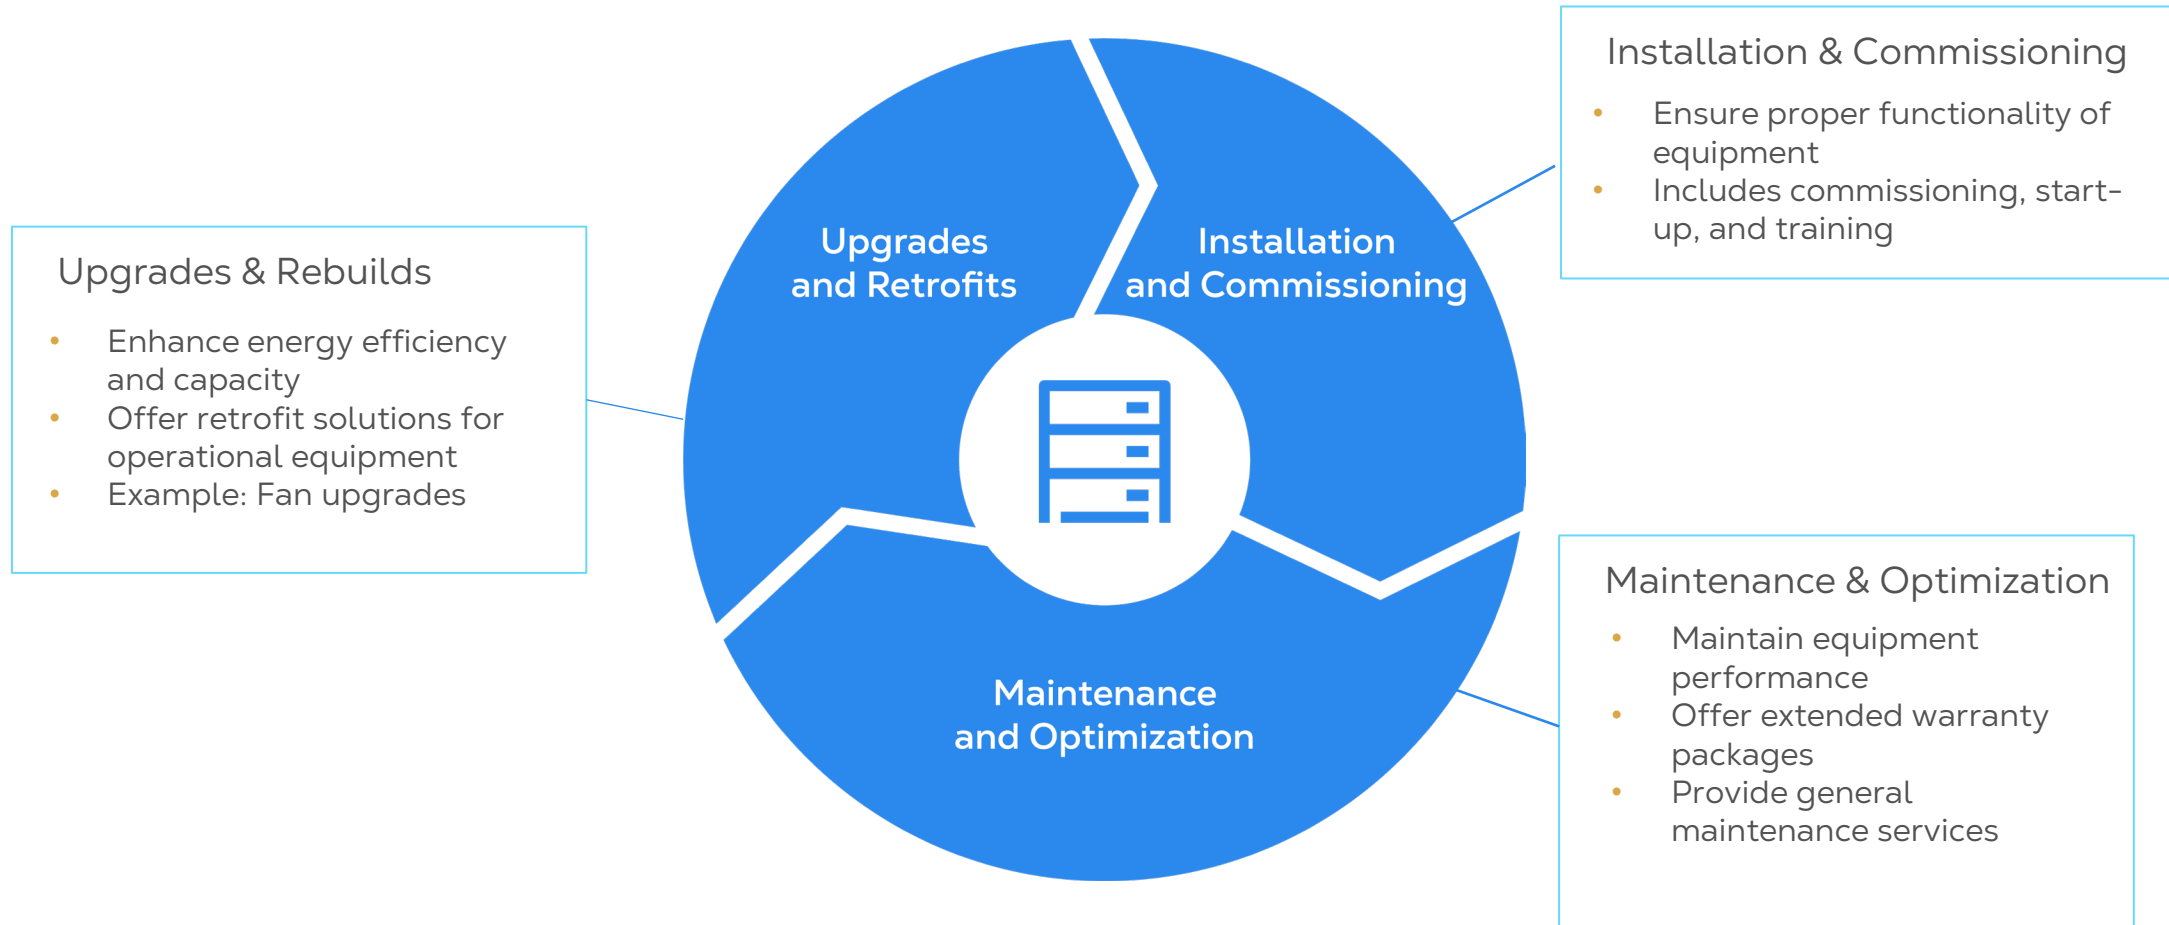 Installation & Commissioning
• Ensure proper functionality of
equipment
• Includes commissioning, start-
up, and training
Upgrades
and Retrofits
Installation
and Commissioning
Upgrades & Rebuilds
• Enhance energy efficiency
and capacity
• Offer retrofit solutions for
operational equipment
• Example: Fan upgrades
Maintenance
and Optimization
Maintenance & Optimization
• Maintain equipment
performance
• Offer extended warranty
packages
• Provide general
maintenance services